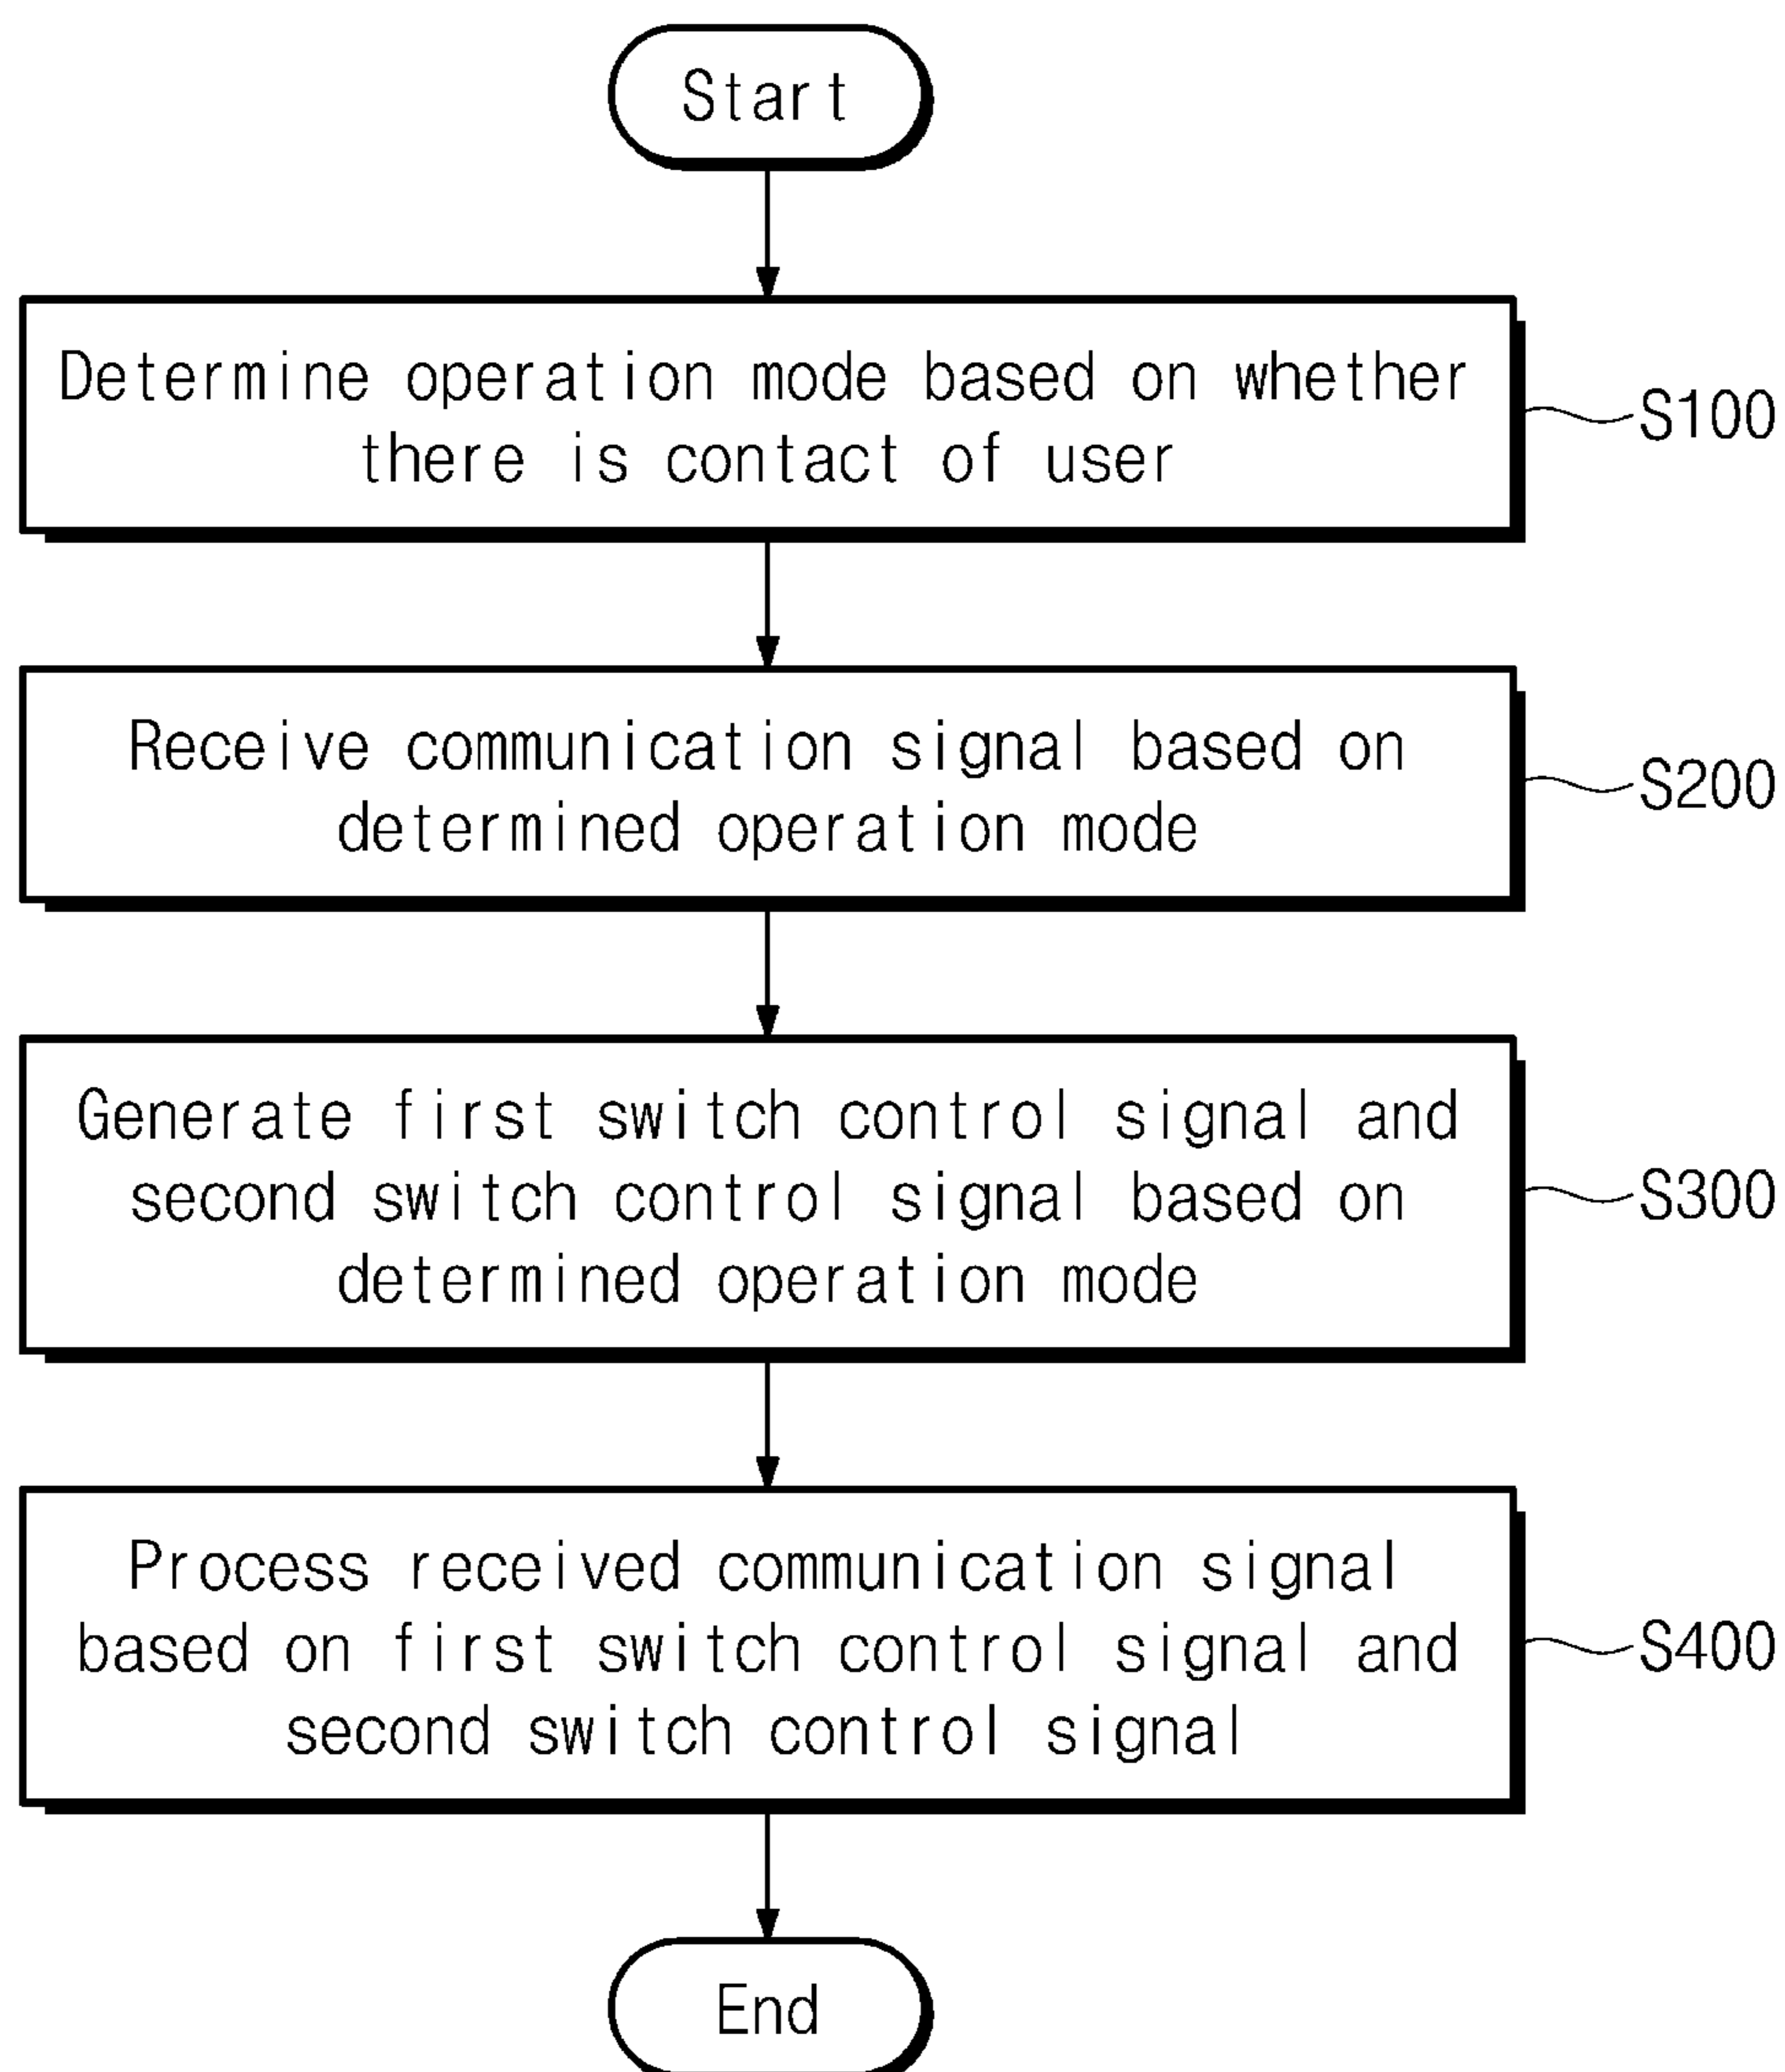 Start
Determine operation mode based on whether
there is contact of user
S100
Receive communication signal based on
determined operation mode
S200
Generate first switch control signal and
second switch control signal based on
determined operation mode
S300
Process received communication signal
based on first switch control signal and
second switch control signal
S400
End